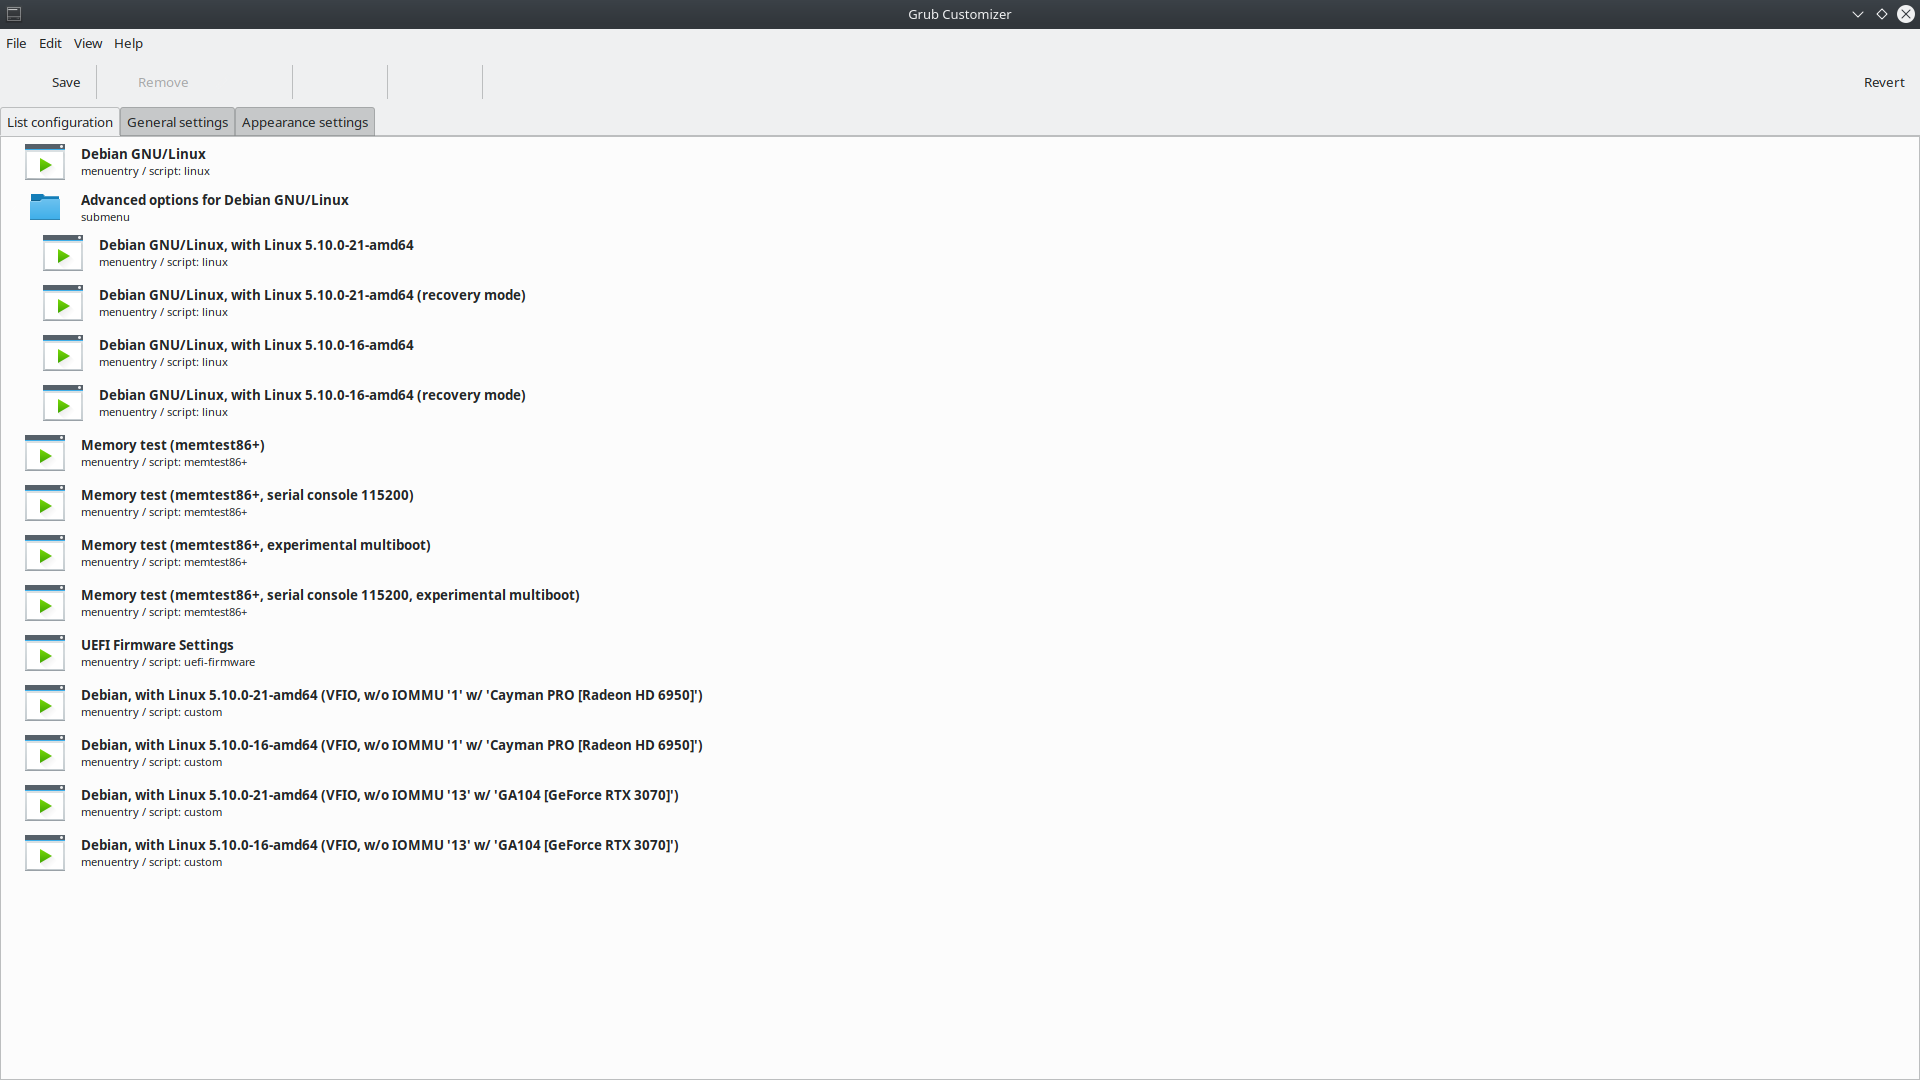 Grub Customizer
File Edit View Help
Save Remove Revert
List configuration General settings Appearance settings
Debian GNU/Linux
menuentry / script: linux
Advanced options for Debian GNU/Linux
submenu
Debian GNU/Linux, with Linux 5.10.0-21-amd64
menuentry / script: linux
Debian GNU/Linux, with Linux 5.10.0-21-amd64 (recovery mode)
menuentry / script: linux
Debian GNU/Linux, with Linux 5.10.0-16-amd64
menuentry / script: linux
Debian GNU/Linux, with Linux 5.10.0-16-amd64 (recovery mode)
menuentry / script: linux
Memory test (memtest86+)
menuentry / script: memtest86+
Memory test (memtest86+, serial console 115200)
menuentry / script: memtest86+
Memory test (memtest86+, experimental multiboot)
menuentry / script: memtest86+
Memory test (memtest86+, serial console 115200, experimental multiboot)
menuentry / script: memtest86+
UEFI Firmware Settings
menuentry / script: uefi-firmware
Debian, with Linux 5.10.0-21-amd64 (VFIO, w/o IOMMU '1' w/ 'Cayman PRO [Radeon HD 6950]')
menuentry / script: custom
Debian, with Linux 5.10.0-16-amd64 (VFIO, w/o IOMMU '1' w/ 'Cayman PRO [Radeon HD 6950]')
menuentry / script: custom
Debian, with Linux 5.10.0-21-amd64 (VFIO, w/o IOMMU '13' w/ 'GA104 [GeForce RTX 3070]')
menuentry / script: custom
Debian, with Linux 5.10.0-16-amd64 (VFIO, w/o IOMMU '13' w/ 'GA104 [GeForce RTX 3070]')
menuentry / script: custom